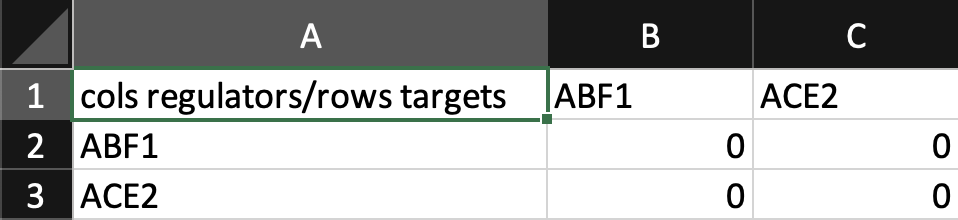 A B C
1 cols regulators/rows targets ABF1 ACE2
2 ABF1 0 0
3 ACE2 0 0